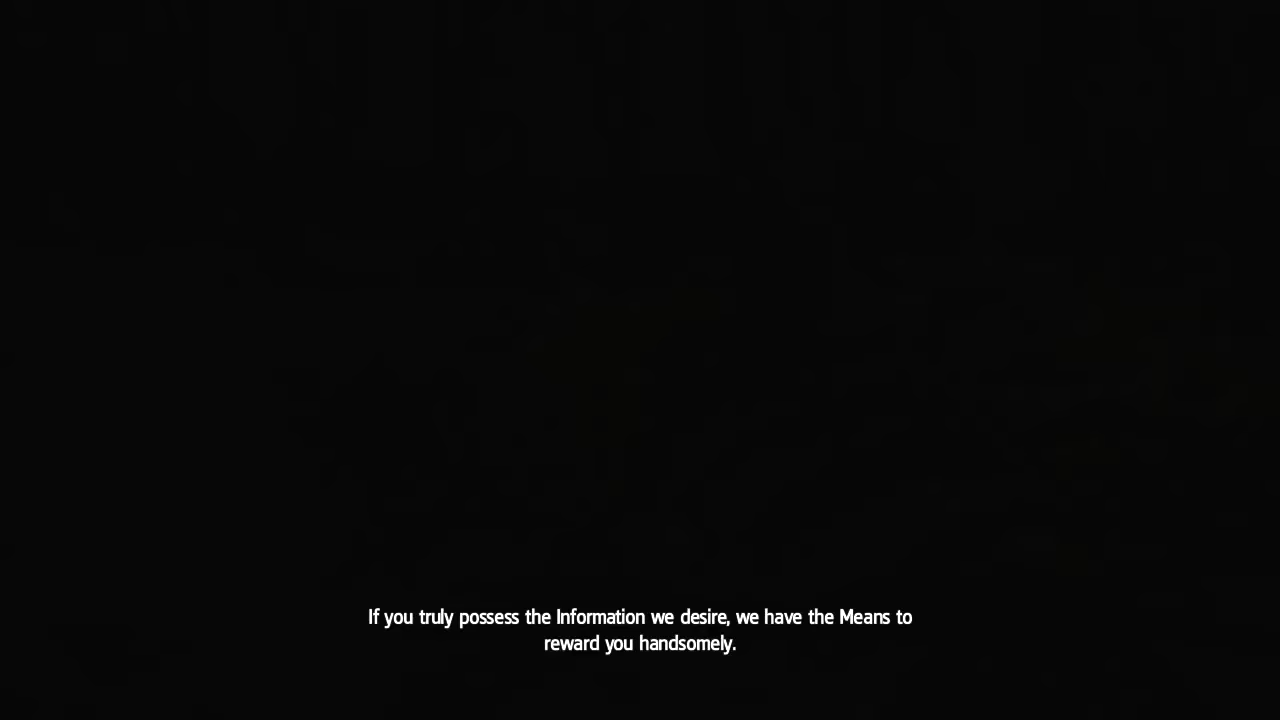 If you truly possess the Information we desire, we have the Means to
reward you handsomely.